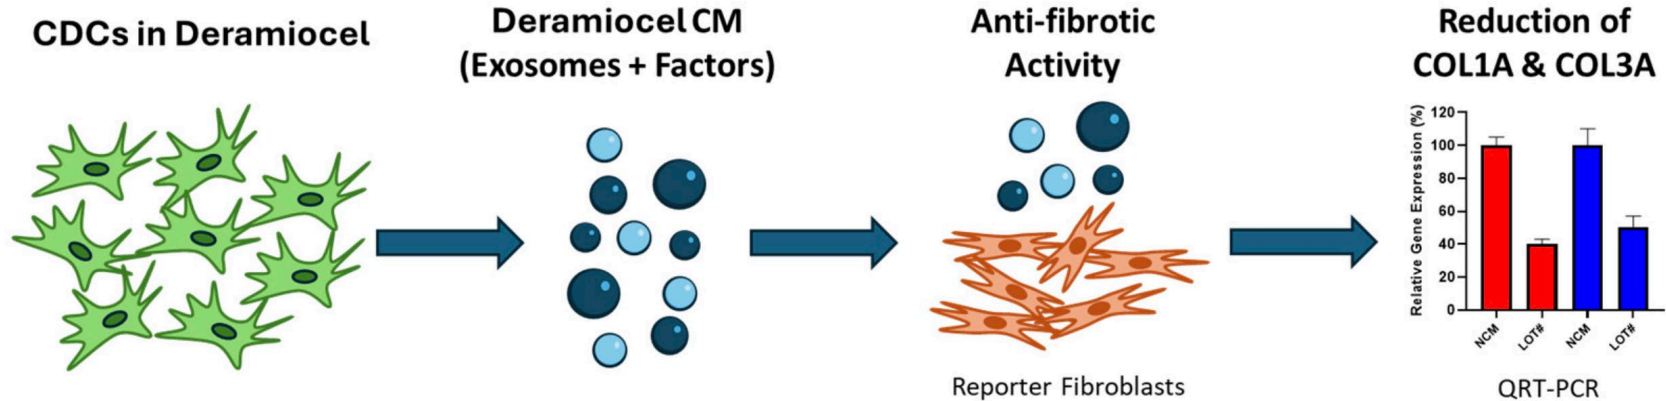 CDCs in Deramiocel
Deramiocel CM
(Exosomes + Factors)
Anti-fibrotic
Activity
Reduction of
COL1A & COL3A
Relative Gene Expression (%)
120
100
80
60
40
20
0
NCM
LOT#
NCM
LOT#
Reporter Fibroblasts
QRT-PCR